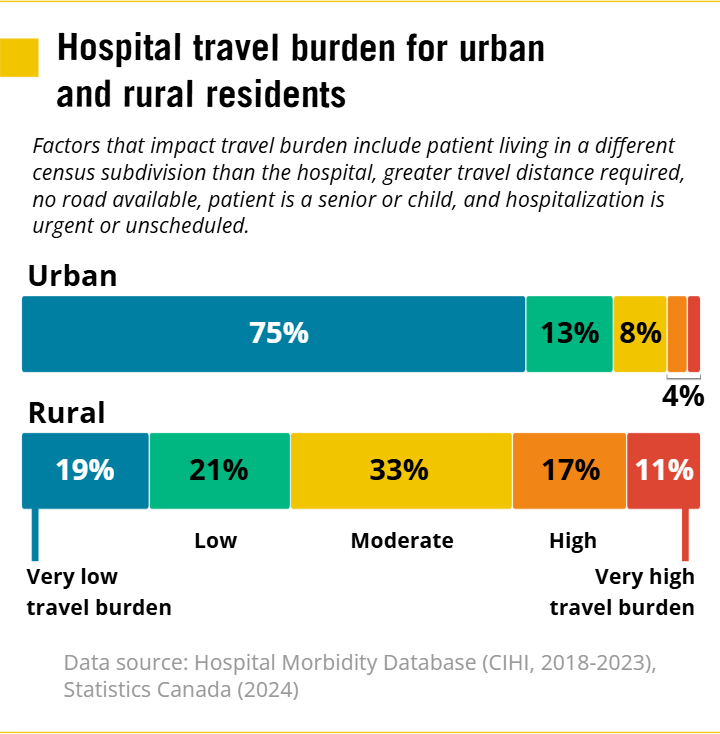 Hospital travel burden for urban
and rural residents
Factors that impact travel burden include patient living in a different
census subdivision than the hospital, greater travel distance required,
no road available, patient is a senior or child, and hospitalization is
urgent or unscheduled.
Urban
75% 13% 8%
4%
Rural
19% 21% 33% 17% 11%
Low Moderate High
Very low
travel burden
Very high
travel burden
Data source: Hospital Morbidity Database (CIHI, 2018-2023),
Statistics Canada (2024)